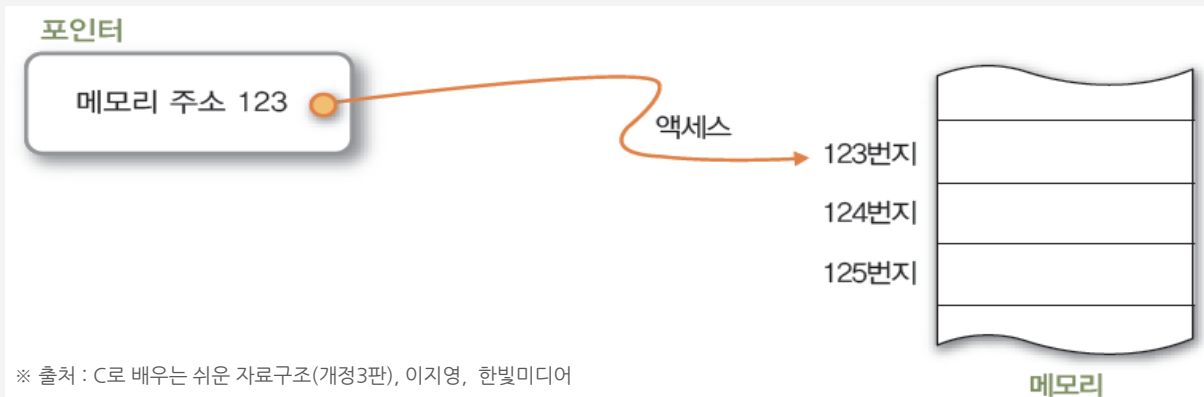 포인터
메모리 주소 123
액세스
123번지
124번지
125번지
※ 출처 : C로 배우는 쉬운 자료구조(개정3판), 이지영, 한빛미디어
메모리